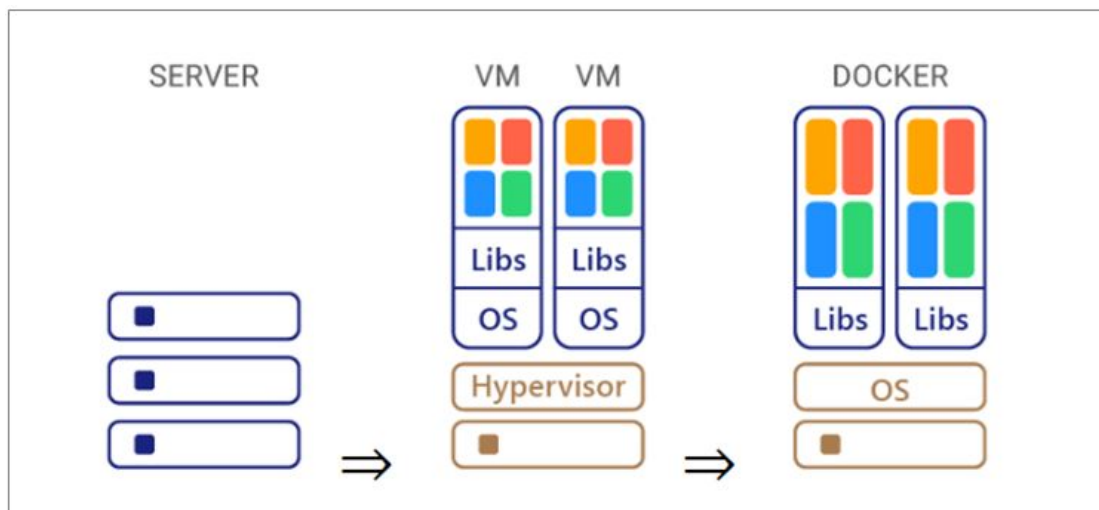 SERVER
VM VM
DOCKER
Libs Libs
OS OS
Hypervisor
Libs Libs
OS
⇒ ⇒